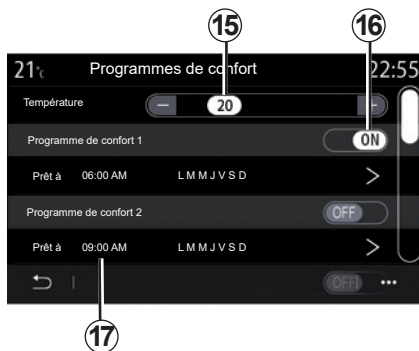 15 16
21°c Programmes de confort 22:55
Température − 20 +
Programme de confort 1 ON
Prêt à 06:00 AM L M M J V S D >
Programme de confort 2 OFF
Prêt à 09:00 AM L M M J V S D >
OFF ...
17